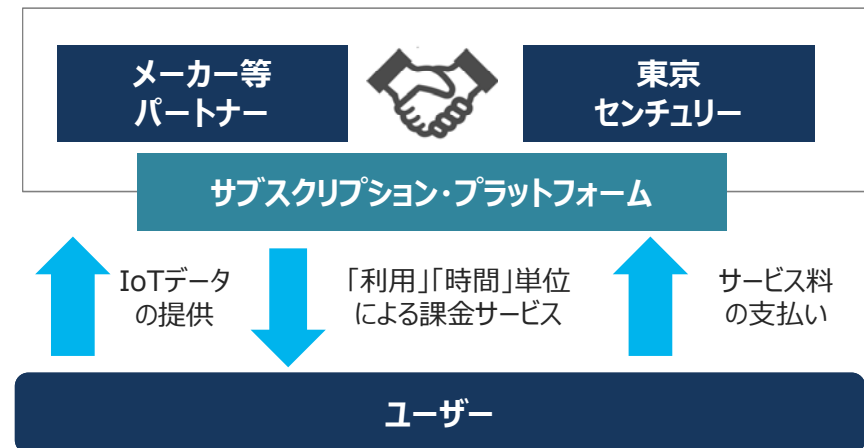 メーカー等
パートナー
東京
センチュリー
サブスクリプション・プラットフォーム
IoTデータ
の提供
「利用」「時間」単位
による課金サービス
サービス料
の支払い
ユーザー